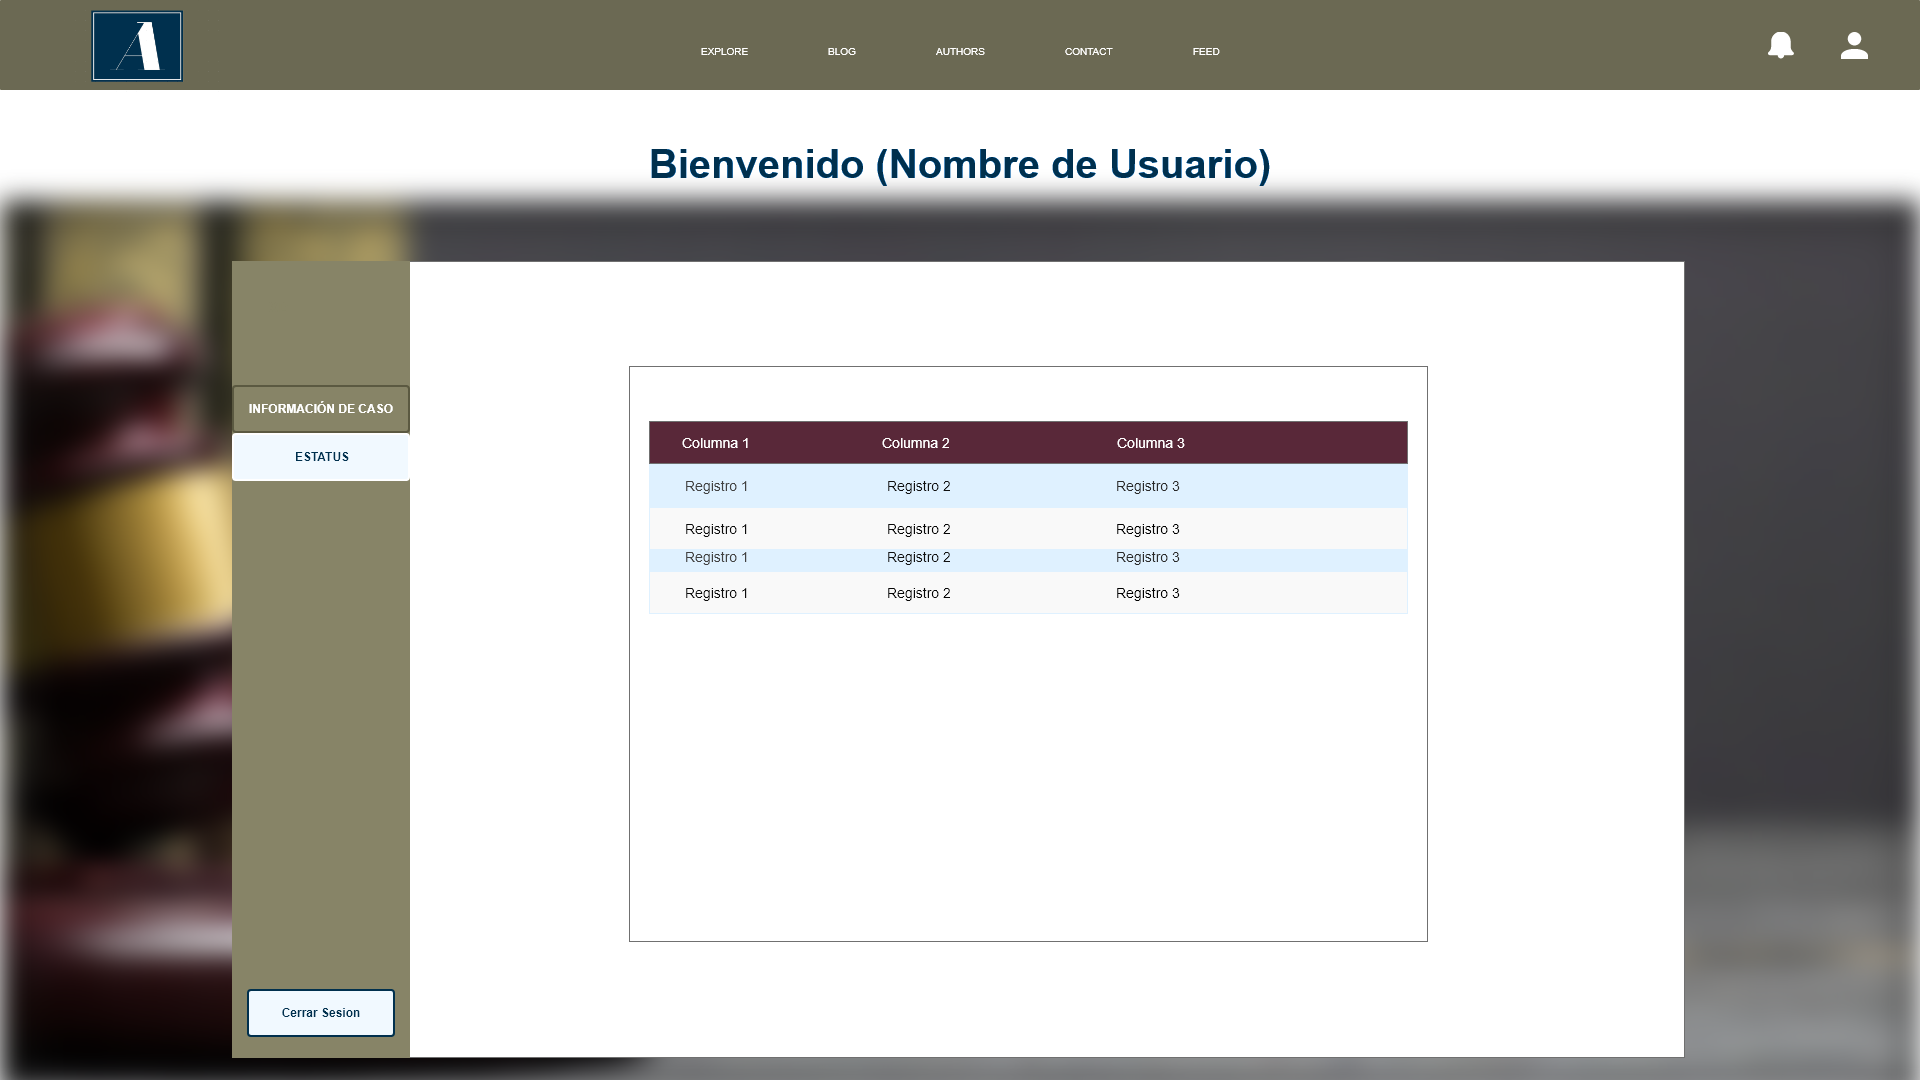 A
EXPLORE BLOG AUTHORS CONTACT FEED
Bienvenido (Nombre de Usuario)
INFORMACIÓN DE CASO
ESTATUS
Columna 1 Columna 2 Columna 3
Registro 1 Registro 2 Registro 3
Registro 1 Registro 2 Registro 3
Registro 1 Registro 2 Registro 3
Registro 1 Registro 2 Registro 3
Cerrar Sesion